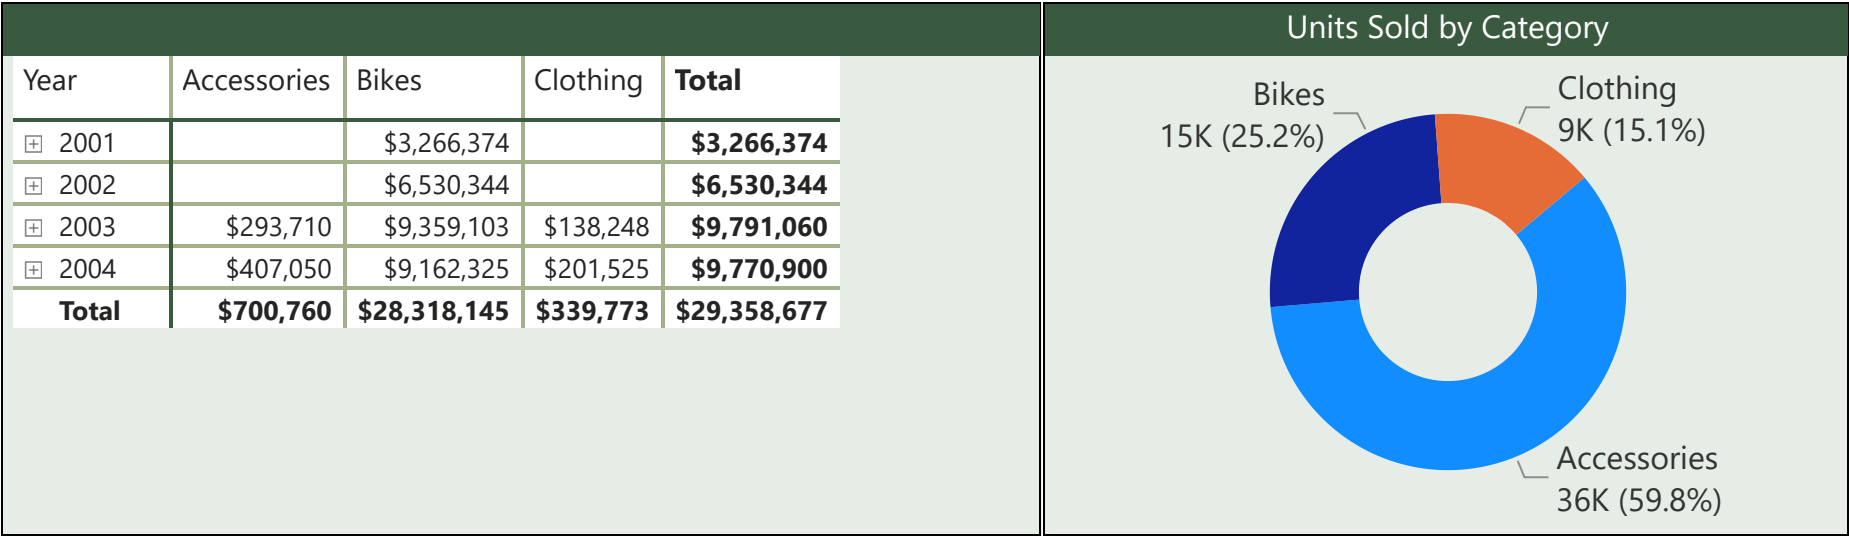 Year Accessories Bikes Clothing Total
2001 $3,266,374 $3,266,374
2002 $6,530,344 $6,530,344
2003 $293,710 $9,359,103 $138,248 $9,791,060
2004 $407,050 $9,162,325 $201,525 $9,770,900
Total $700,760 $28,318,145 $339,773 $29,358,677
Units Sold by Category
Bikes
15K (25.2%)
Clothing
9K (15.1%)
Accessories
36K (59.8%)